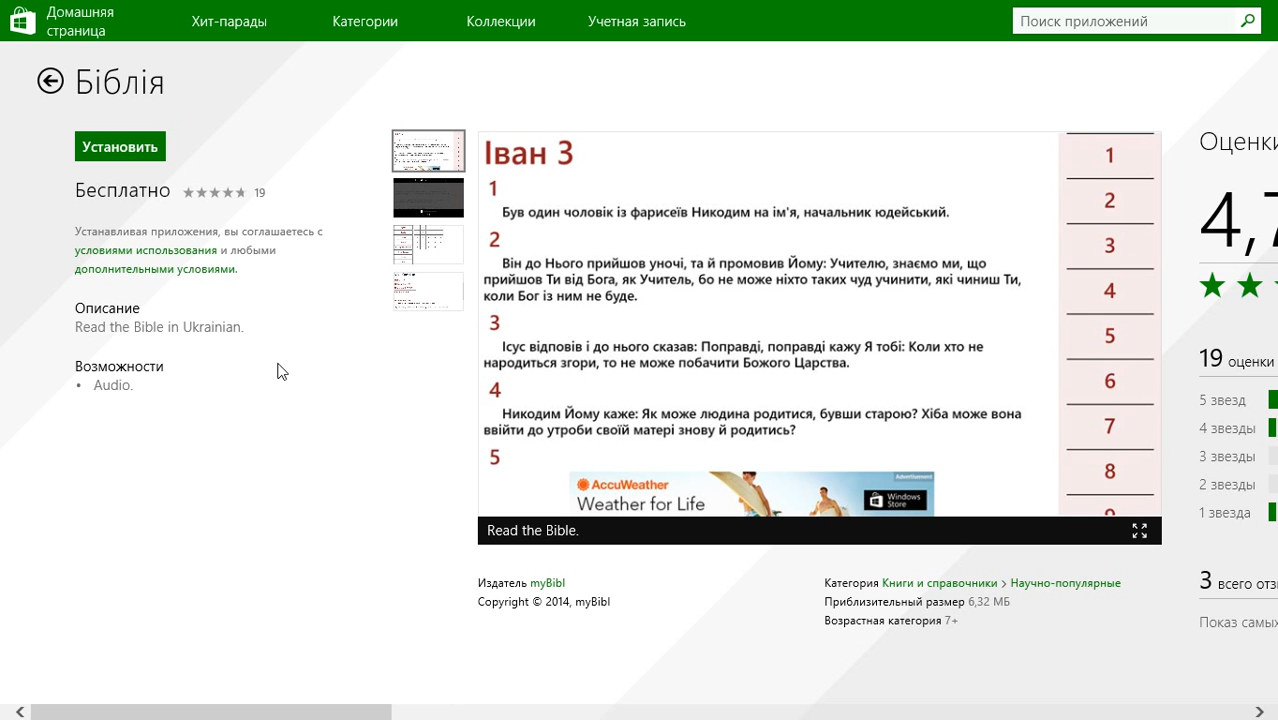 Домашняя
страница
Хит-парады
Категории
Коллекции
Учетная запись
Поиск приложений
Біблія
Установить
Бесплатно
19
Устанавливая приложения, вы соглашаетесь с
условиями использования и любыми
дополнительными условиями.
Описание
Read the Bible in Ukrainian.
Возможности
• Audio.
Іван 3
1
Був один чоловік із фарисеїв Никодим на ім'я, начальник юдейський.
2
Він до Нього прийшов уночі, та й промовив Йому: Учителю, знаємо ми, що
прийшов Ти від Бога, як Учитель, бо не може ніхто таких чуд учинити, які чиниш Ти,
коли Бог із ним не буде.
3
Ісус відповів і до нього сказав: Поправді, поправді кажу Я тобі: Коли хто не
народиться згори, то не може побачити Божого Царства.
4
Никодим Йому каже: Як може людина родитися, бувши старою? Хіба може вона
ввійти до утроби своїй матері знову й родитись?
5
Advertisement
AccuWeather
Weather for Life
Windows
Store
1
2
3
4
5
6
7
8
9
Read the Bible.
Издатель myBibl
Copyright © 2014, myBibl
Категория Книги и справочники > Научно-популярные
Приблизительный размер 6,32 МБ
Возрастная категория 7+
Оценки
4,7
19 оценки
5 звезд
4 звезды
3 звезды
2 звезды
1 звезда
3 всего отз
Показ самых